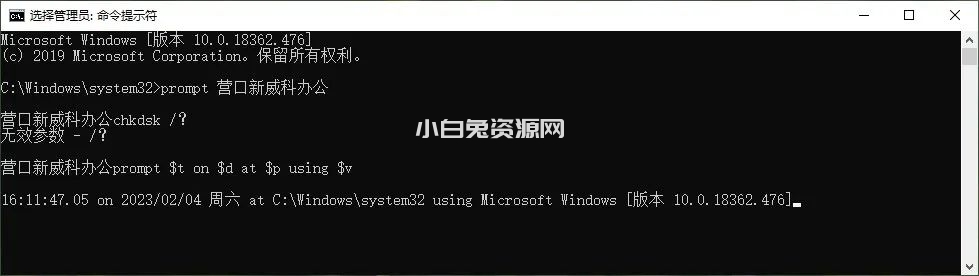 选择管理员: 命令提示符
Microsoft Windows [版本 10.0.18362.476]
(c) 2019 Microsoft Corporation。保留所有权利。
C:\Windows\system32>prompt 营口新威科办公
营口新威科办公chkdsk /?
无效参数 - /?
小白兔资源网
营口新威科办公prompt $t on $d at $p using $v
16:11:47.05 on 2023/02/04 周六 at C:\Windows\system32 using Microsoft Windows [版本 10.0.18362.476]